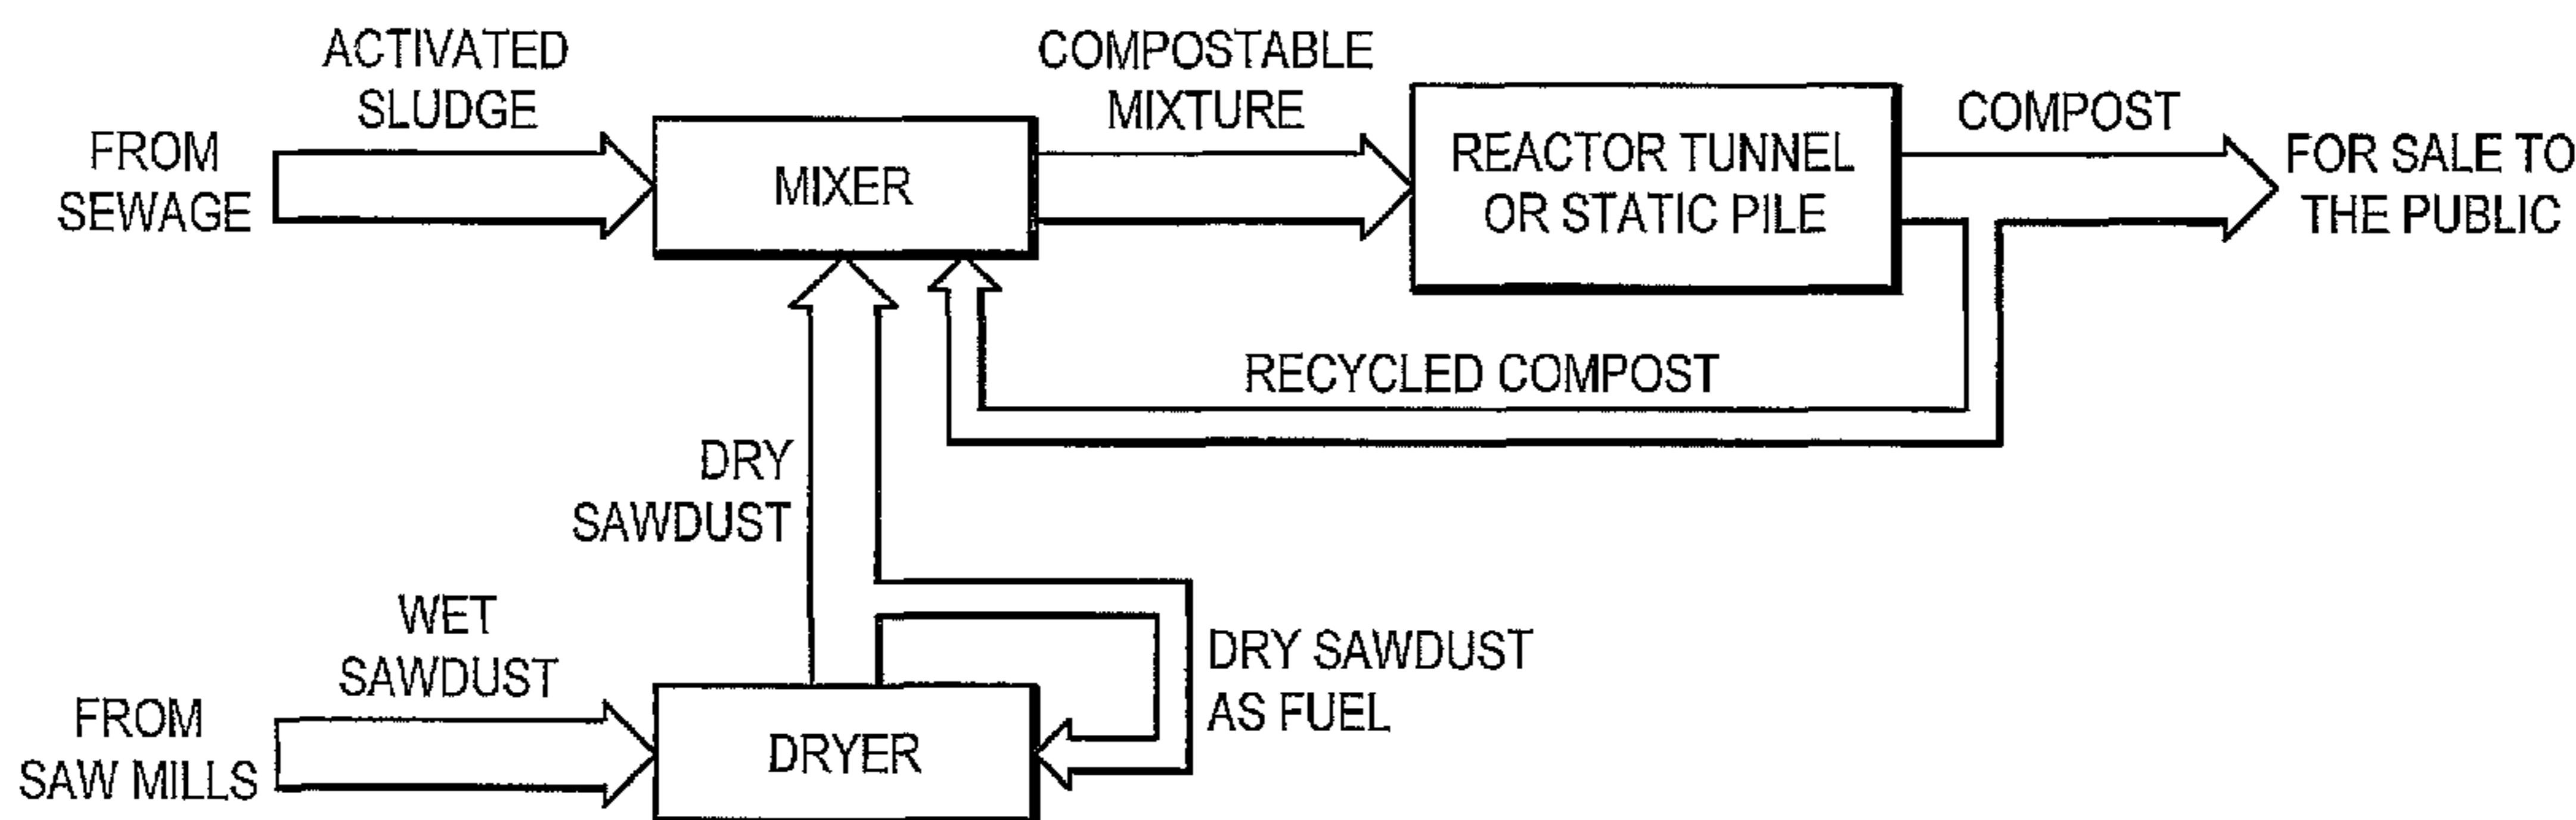 ACTIVATED
SLUDGE
FROM
SEWAGE
MIXER
COMPOSTABLE
MIXTURE
REACTOR TUNNEL
OR STATIC PILE
COMPOST
FOR SALE TO
THE PUBLIC
RECYCLED COMPOST
DRY
SAWDUST
WET
SAWDUST
FROM
SAW MILLS
DRYER
DRY SAWDUST
AS FUEL